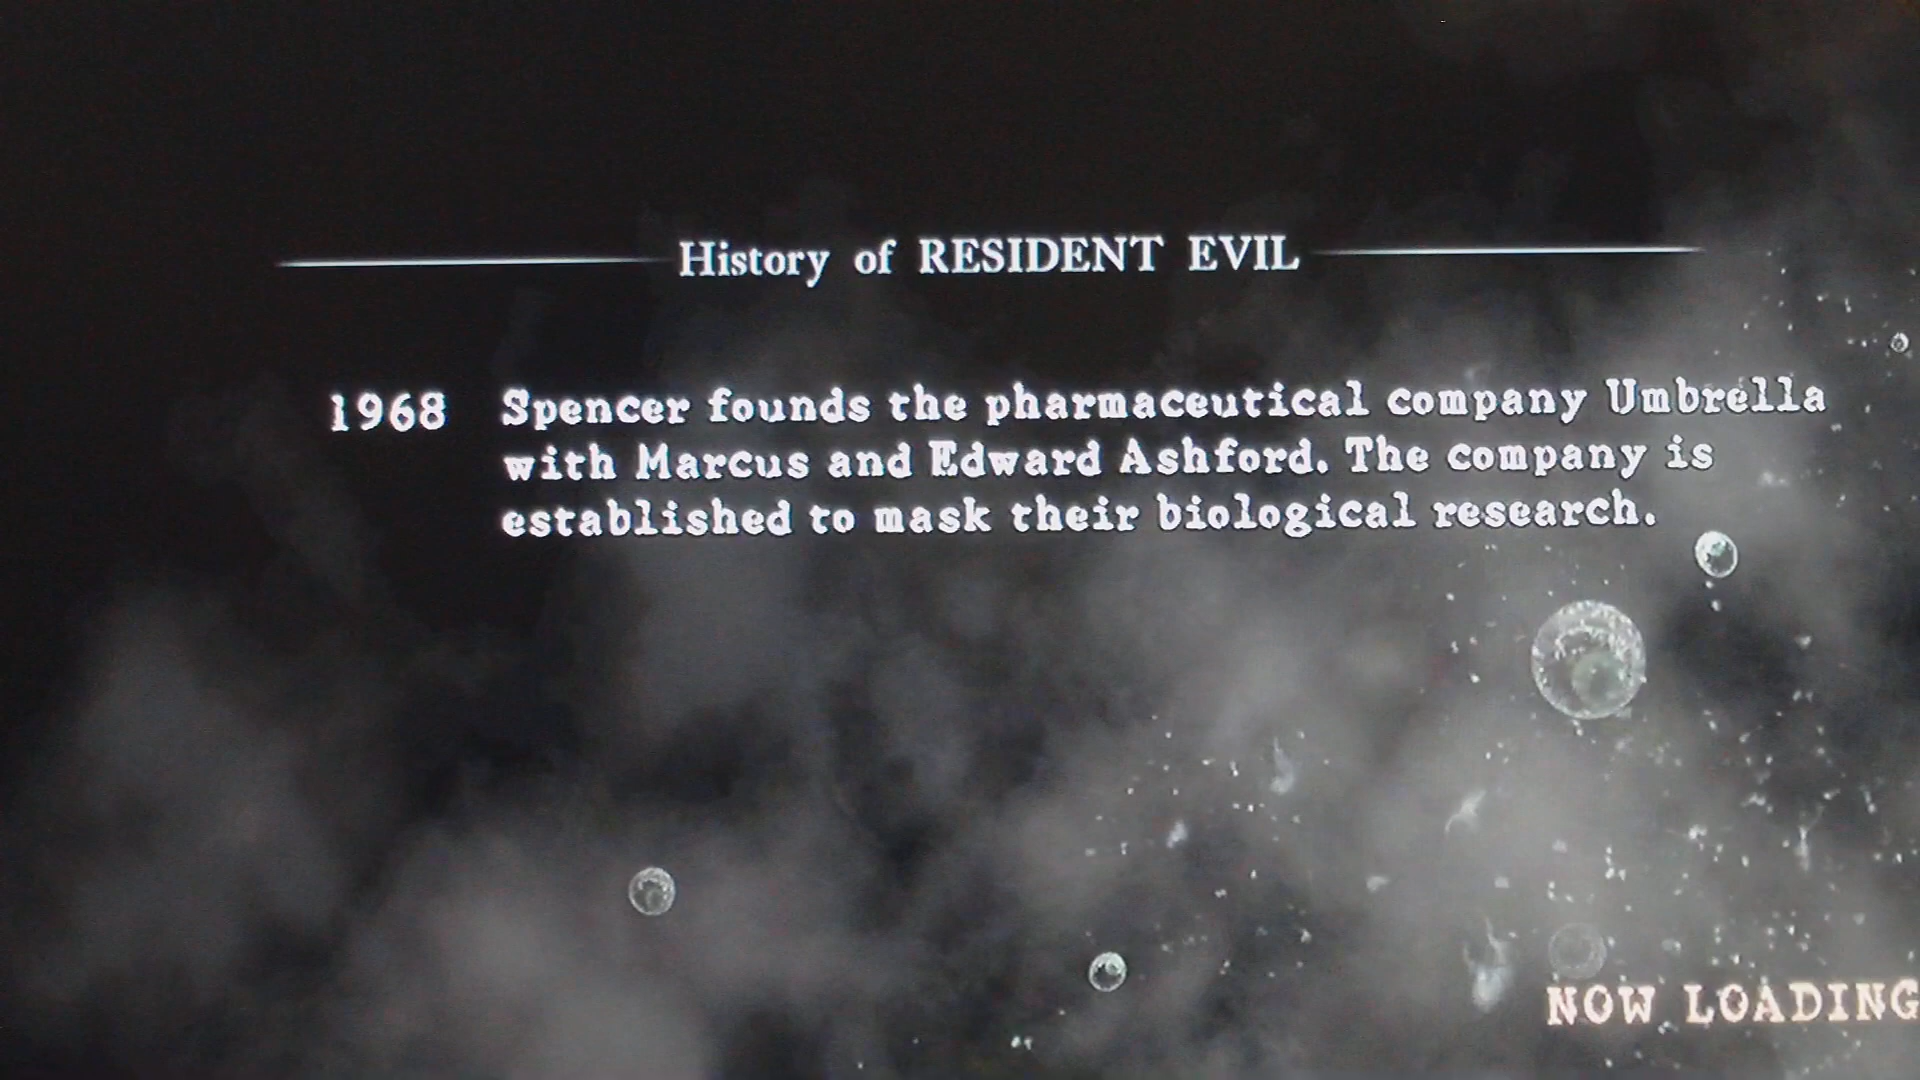 History of RESIDENT EVIL
1968 Spencer founds the pharmaceutical company Umbrella
with Marcus and Edward Ashford. The company is
established to mask their biological research.
NOW LOADING